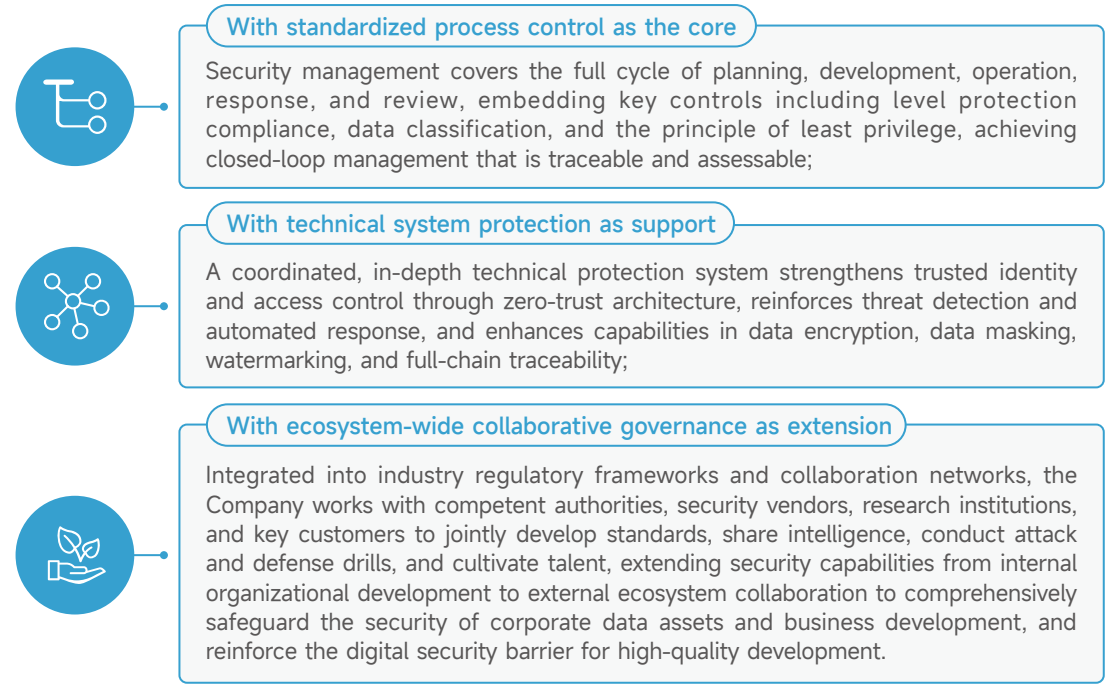 With standardized process control as the core
Security management covers the full cycle of planning, development, operation,
response, and review, embedding key controls including level protection
compliance, data classification, and the principle of least privilege, achieving
closed-loop management that is traceable and assessable;
With technical system protection as support
A coordinated, in-depth technical protection system strengthens trusted identity
and access control through zero-trust architecture, reinforces threat detection and
automated response, and enhances capabilities in data encryption, data masking,
watermarking, and full-chain traceability;
With ecosystem-wide collaborative governance as extension
Integrated into industry regulatory frameworks and collaboration networks, the
Company works with competent authorities, security vendors, research institutions,
and key customers to jointly develop standards, share intelligence, conduct attack
and defense drills, and cultivate talent, extending security capabilities from internal
organizational development to external ecosystem collaboration to comprehensively
safeguard the security of corporate data assets and business development, and
reinforce the digital security barrier for high-quality development.